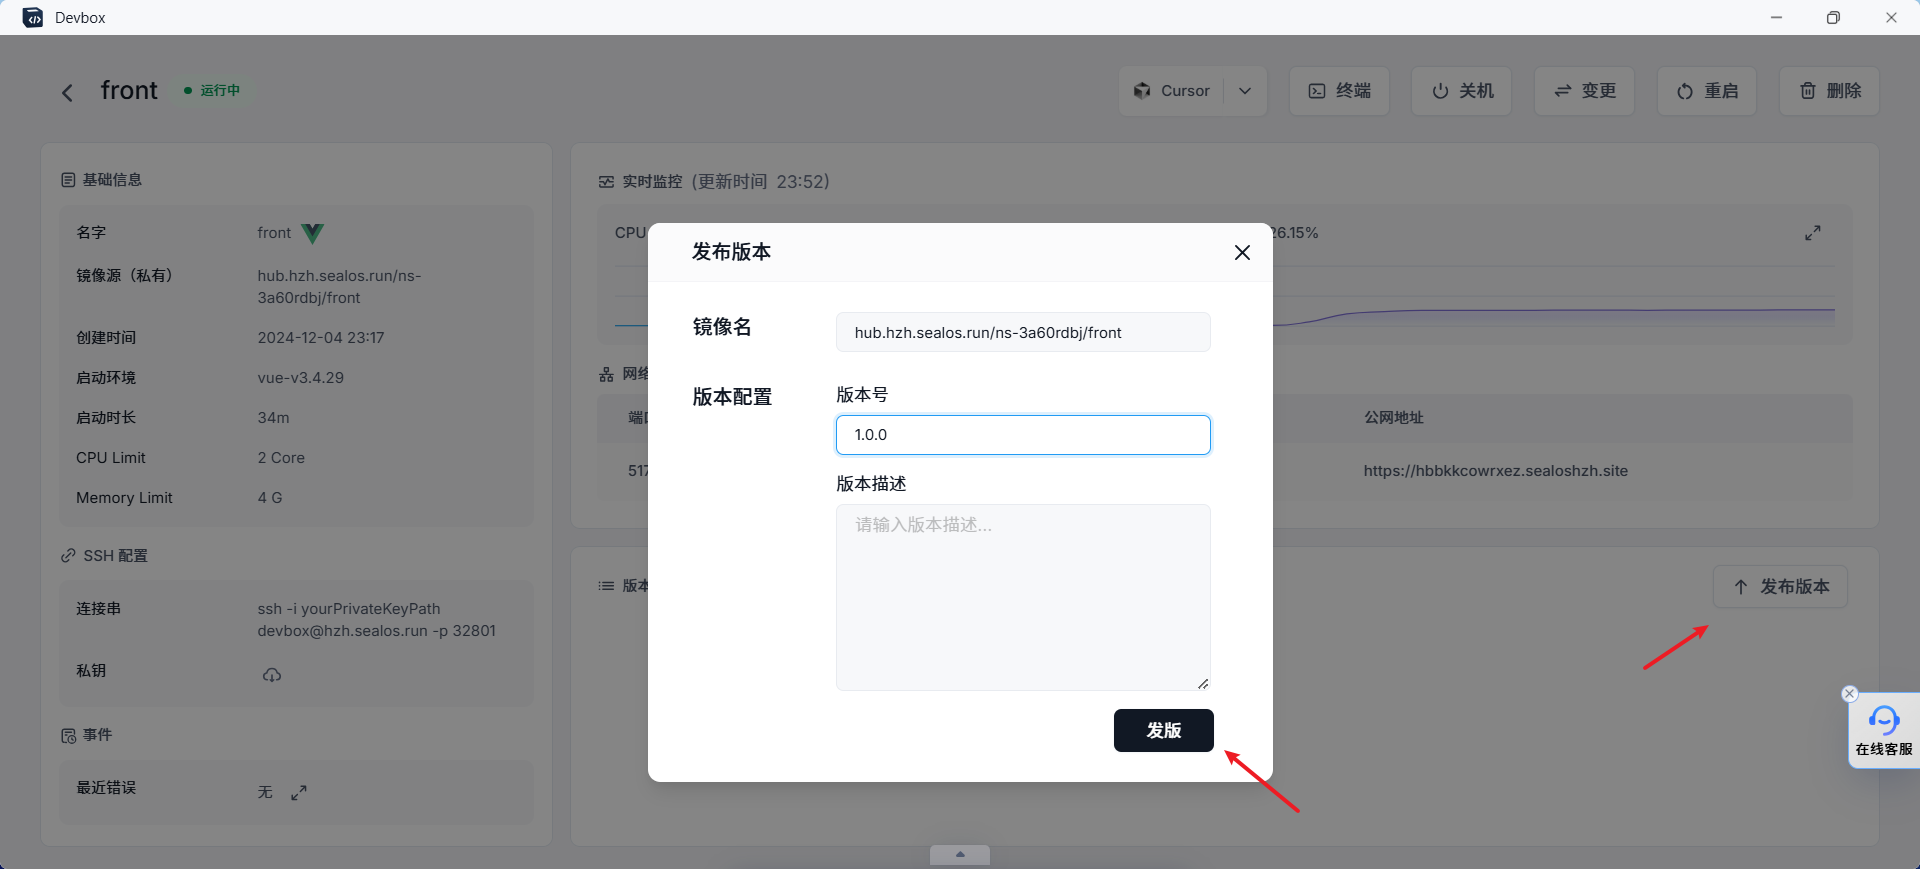 Devbox
front
运行中
Cursor
终端
关机
变更
重启
删除
基础信息
名字
front
镜像源（私有）
hub.hzh.sealos.run/ns-
3a60rdbj/front
创建时间
2024-12-04 23:17
启动环境
vue-v3.4.29
启动时长
34m
CPU Limit
2 Core
Memory Limit
4 G
SSH 配置
连接串
ssh -i yourPrivateKeyPath
devbox@hzh.sealos.run -p 32801
私钥
事件
最近错误
无
实时监控 (更新时间 23:52)
CPU
26.15%
网络
端口
公网地址
517
https://hbbkkcowrxez.sealoshzh.site
版本
发布版本
发布版本
镜像名
hub.hzh.sealos.run/ns-3a60rdbj/front
版本配置
版本号
1.0.0
版本描述
请输入版本描述...
发版
在线客服